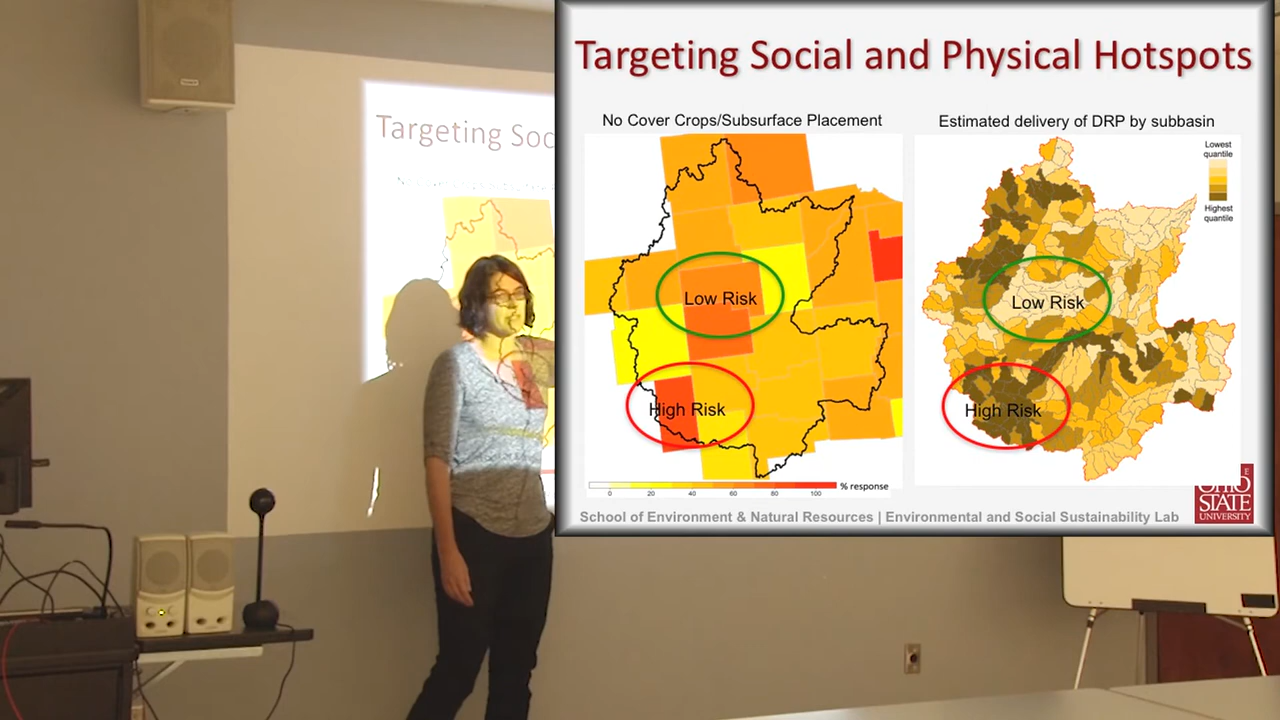 Targeting Social and Physical Hotspots
No Cover Crops/Subsurface Placement
Estimated delivery of DRP by subbasin
Lowest
quantile
Highest
quantile
Low Risk
Low Risk
High Risk
High Risk
0 20 40 60 80 100 % response
School of Environment & Natural Resources | Environmental and Social Sustainability Lab
OHIO
STATE
UNIVERSITY
Targeting Soc